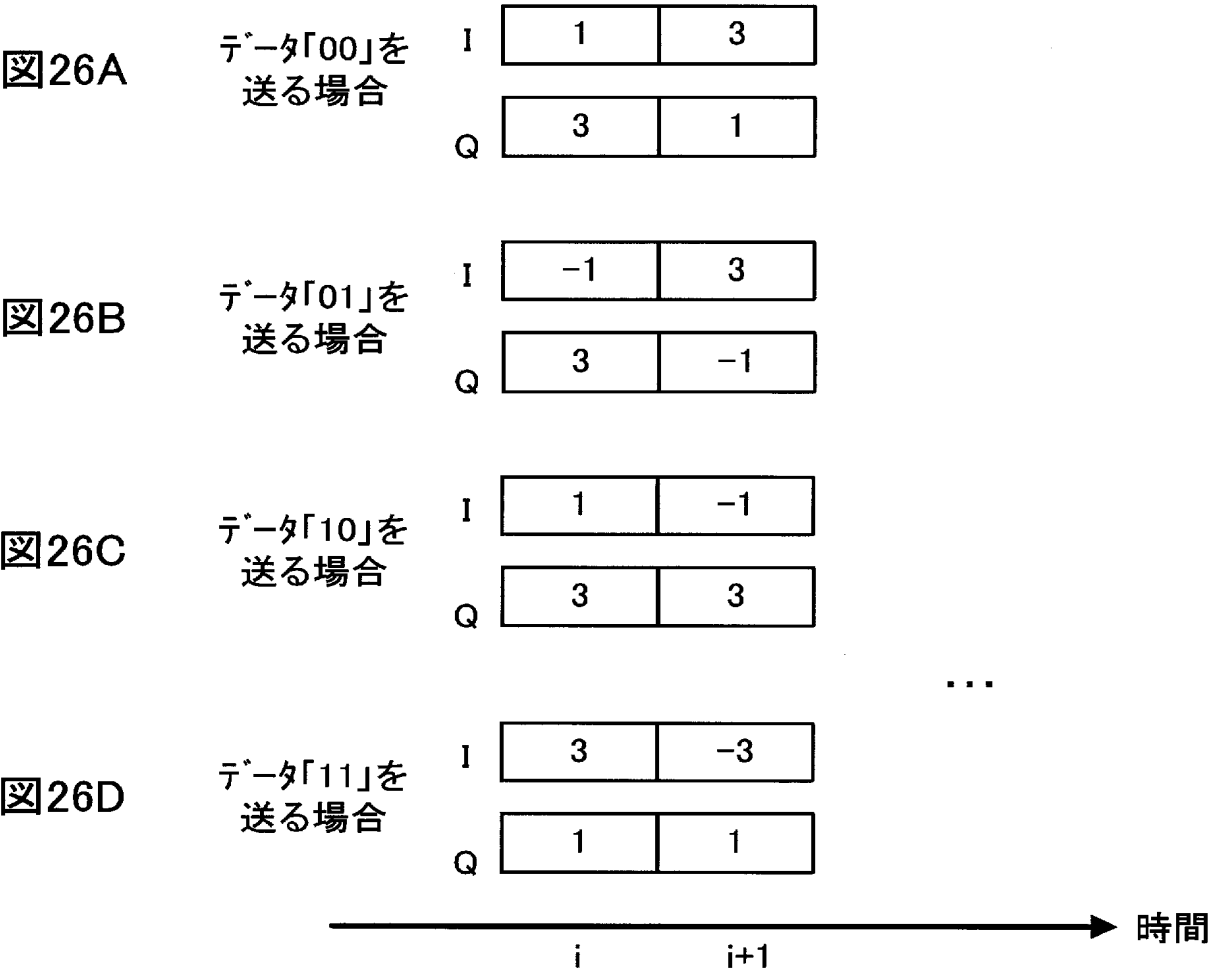 図26A
データ「00」を
送る場合
I 1 3
Q 3 1
図26B
データ「01」を
送る場合
I -1 3
Q 3 -1
図26C
データ「10」を
送る場合
I 1 -1
Q 3 3
...
図26D
データ「11」を
送る場合
I 3 -3
Q 1 1
時間
i i+1